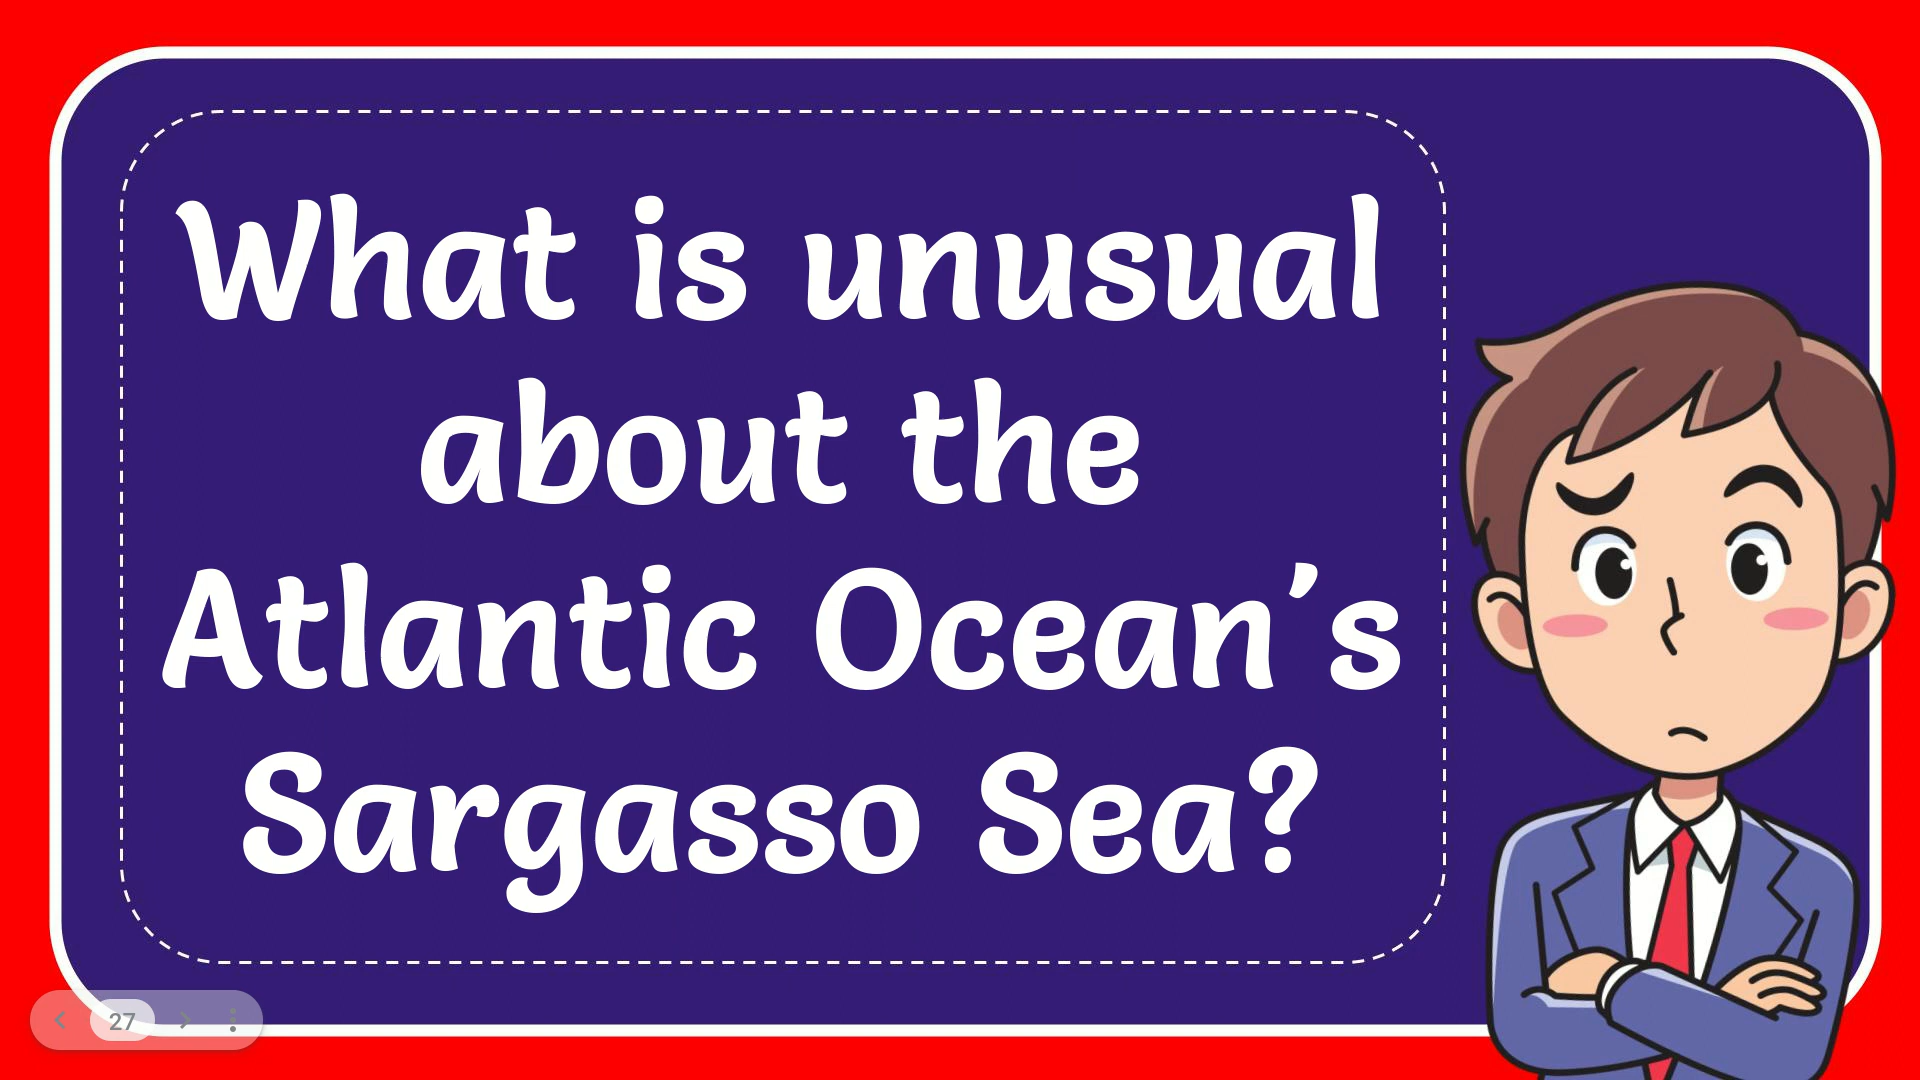 What is unusual
about the
Atlantic Ocean’s
Sargasso Sea?
27